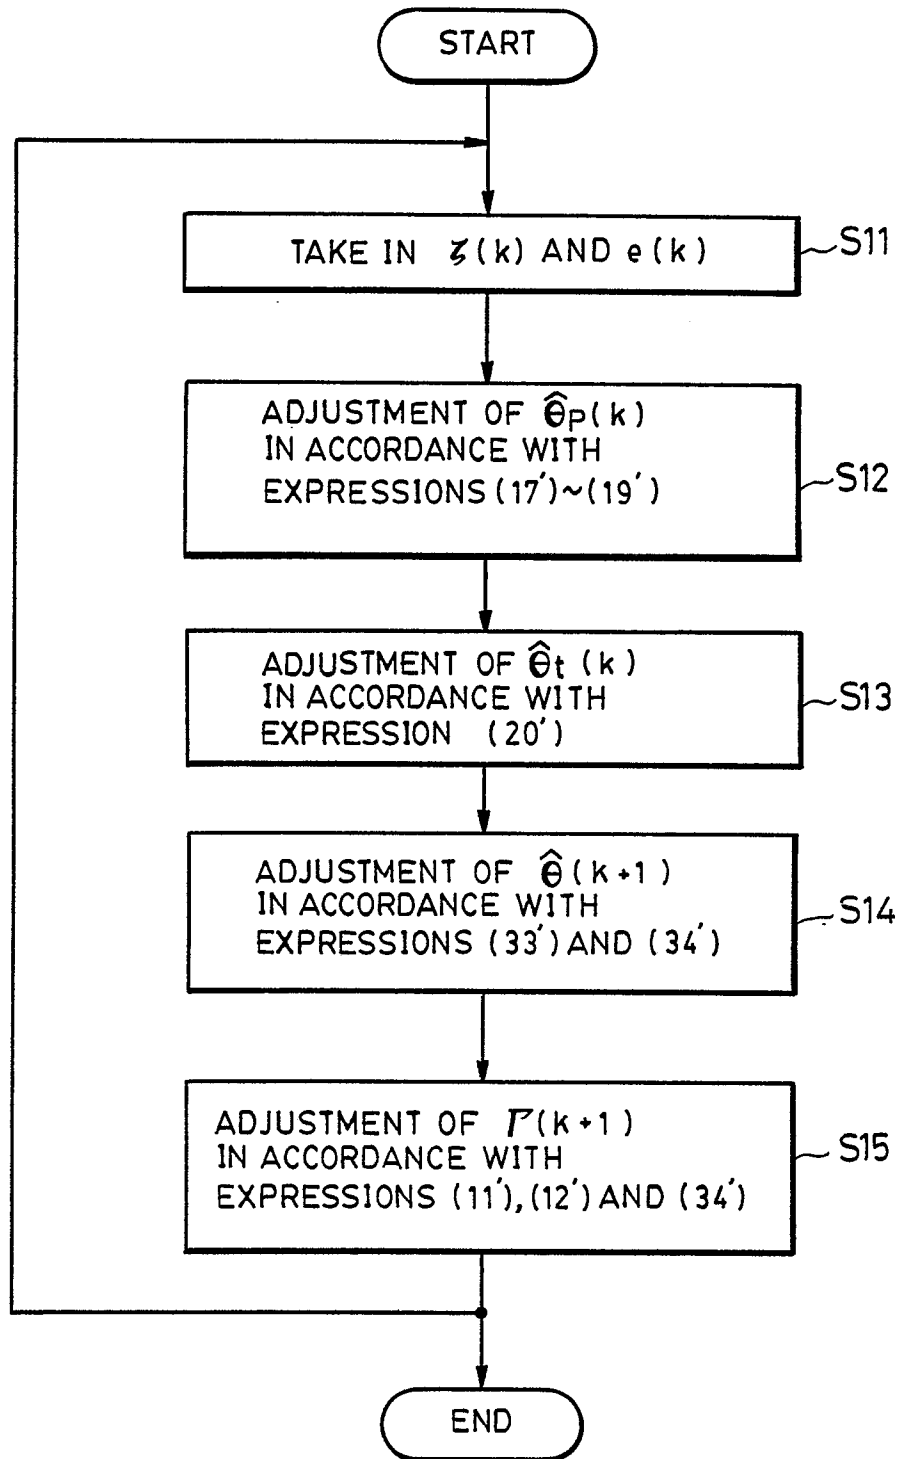 START
TAKE IN ζ(k) AND e(k)
S11
ADJUSTMENT OF θ̂p(k)
IN ACCORDANCE WITH
EXPRESSIONS (17′)~(19′)
S12
ADJUSTMENT OF θ̂t (k)
IN ACCORDANCE WITH
EXPRESSION (20′)
S13
ADJUSTMENT OF θ̂(k+1)
IN ACCORDANCE WITH
EXPRESSIONS (33′) AND (34′)
S14
ADJUSTMENT OF Γ(k+1)
IN ACCORDANCE WITH
EXPRESSIONS (11′),(12′) AND (34′)
S15
END